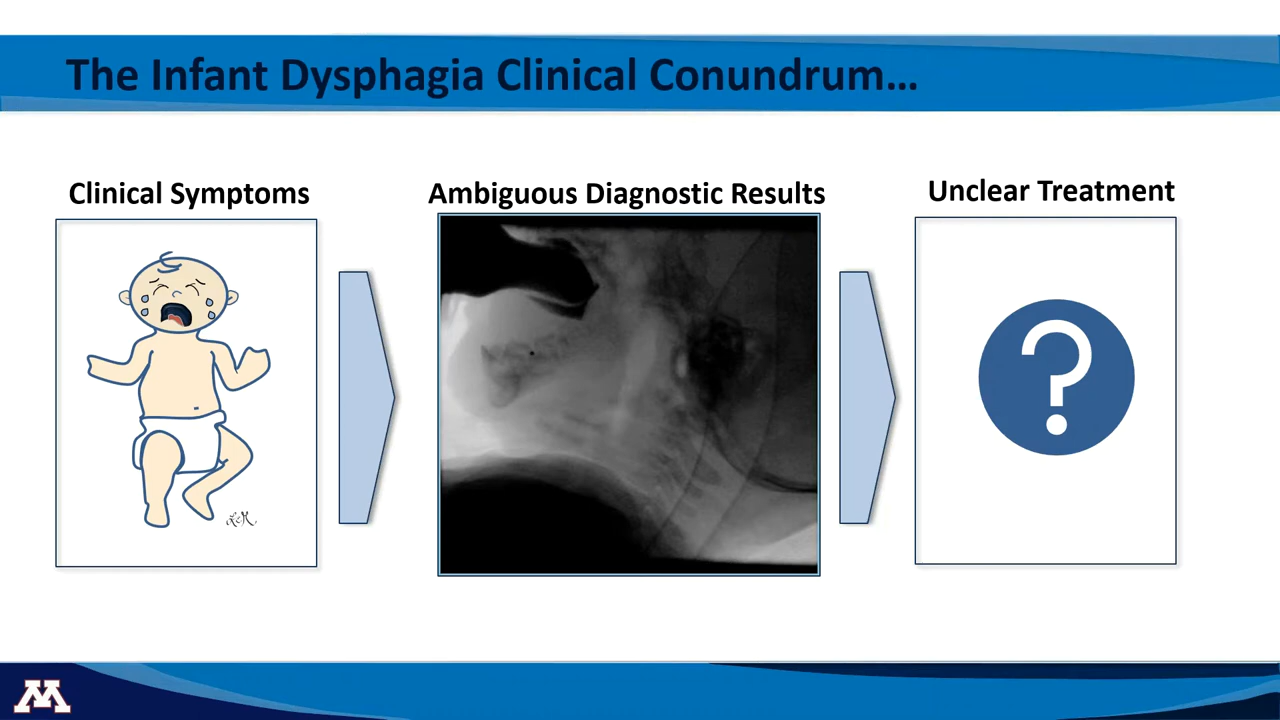 The Infant Dysphagia Clinical Conundrum...
Clinical Symptoms
Ambiguous Diagnostic Results
Unclear Treatment
?
M